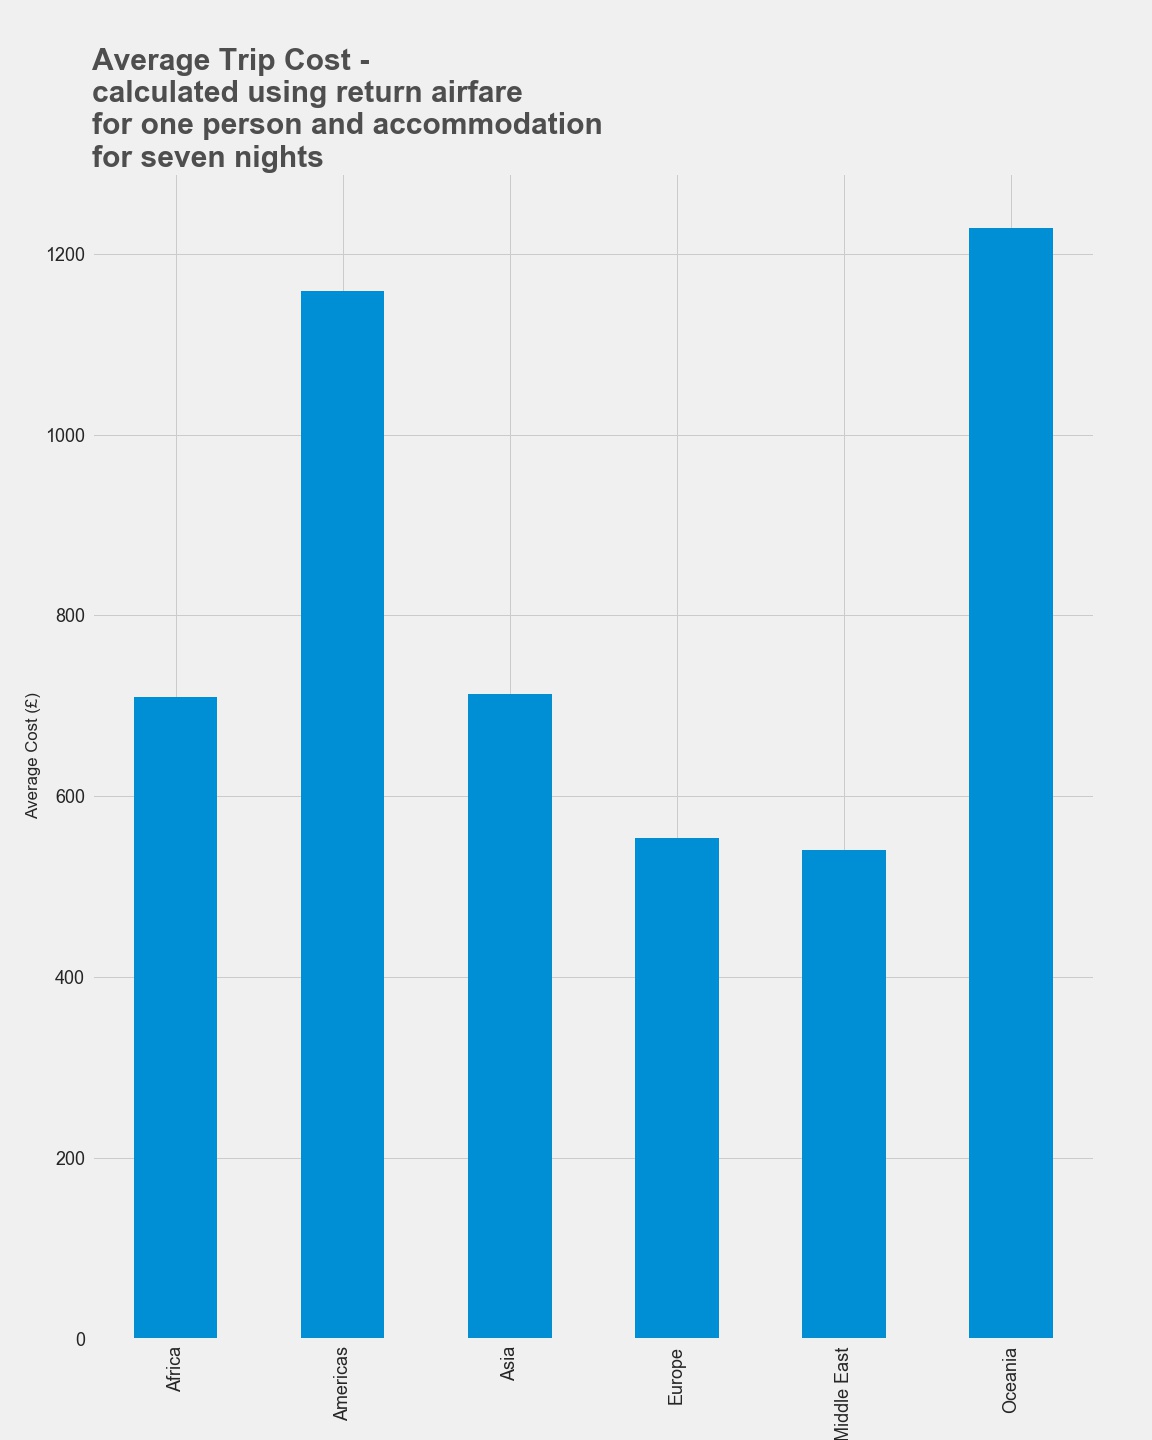 Average Trip Cost -
calculated using return airfare
for one person and accommodation
for seven nights
1200
1000
800
600
400
200
0
Average Cost (£)
Africa
Americas
Asia
Europe
Middle East
Oceania